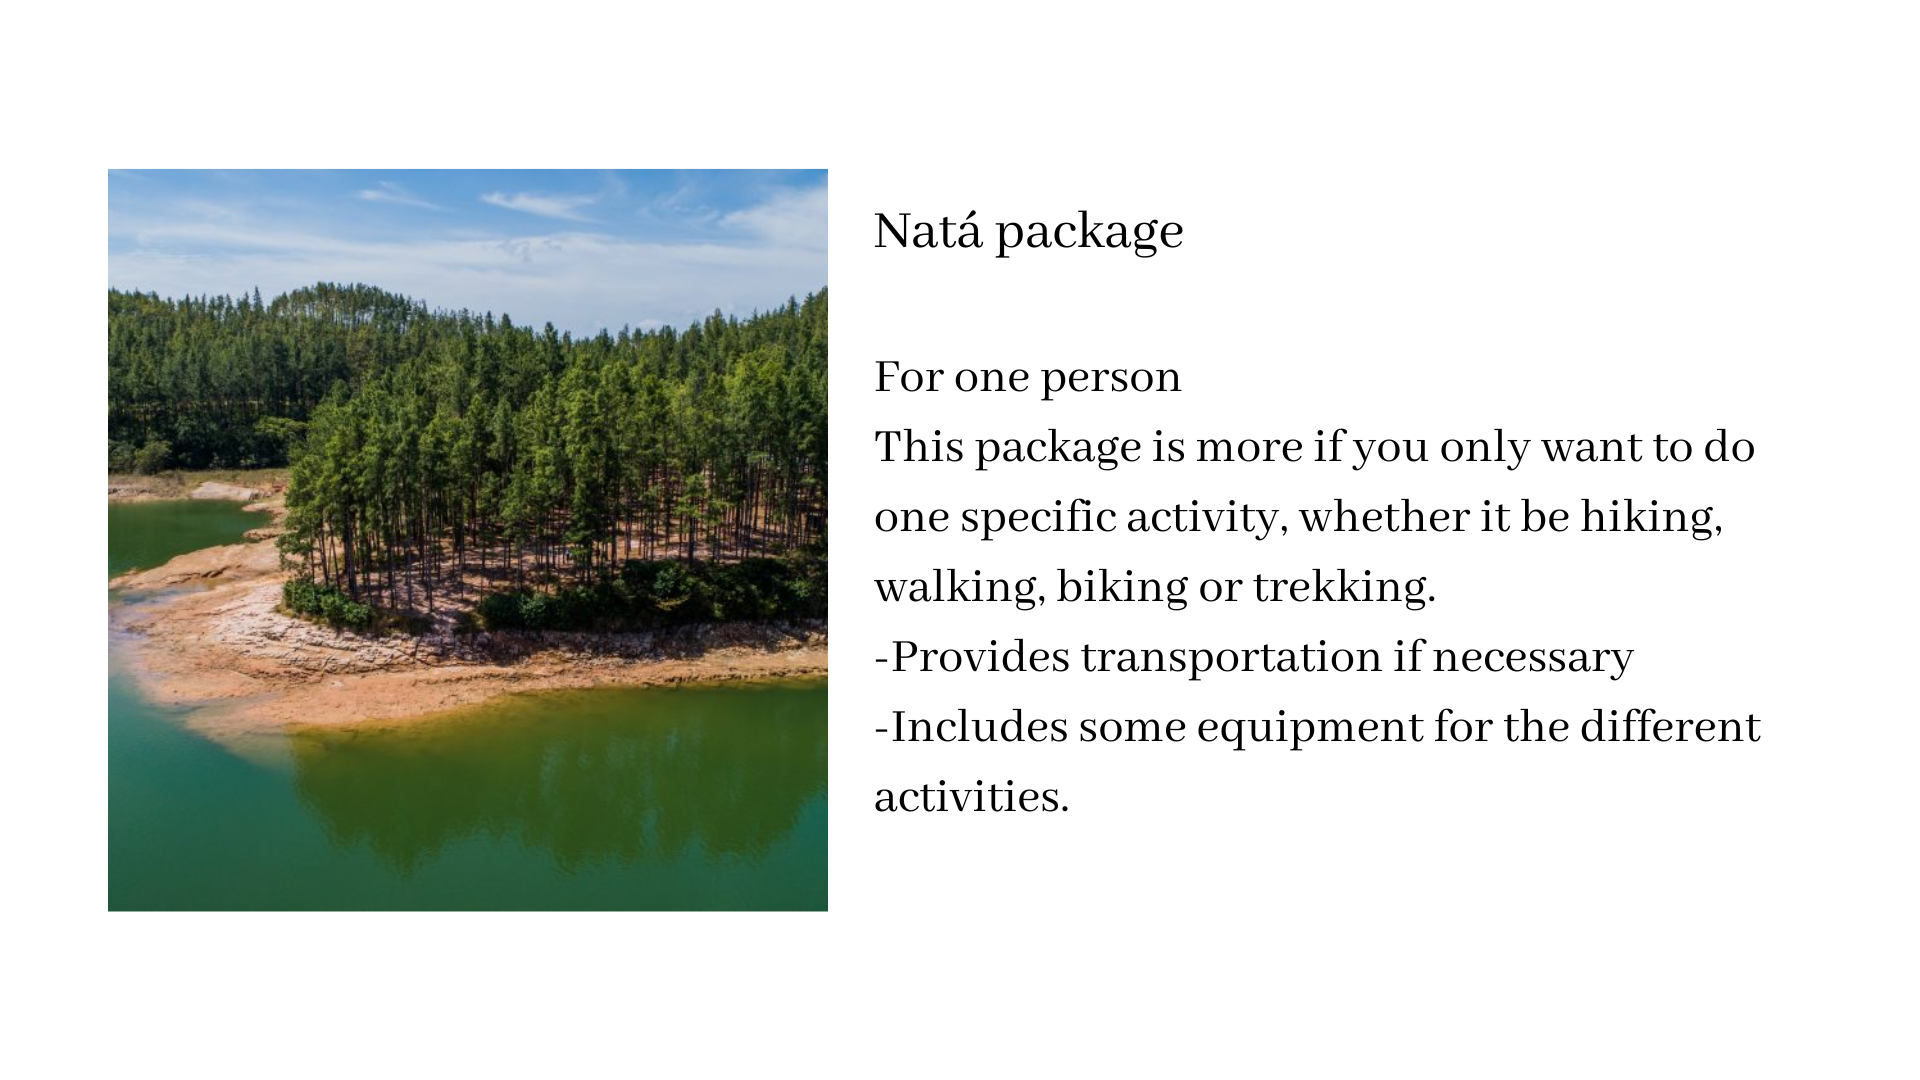 Natá package
For one person
This package is more if you only want to do
one specific activity, whether it be hiking,
walking, biking or trekking.
-Provides transportation if necessary
-Includes some equipment for the different
activities.